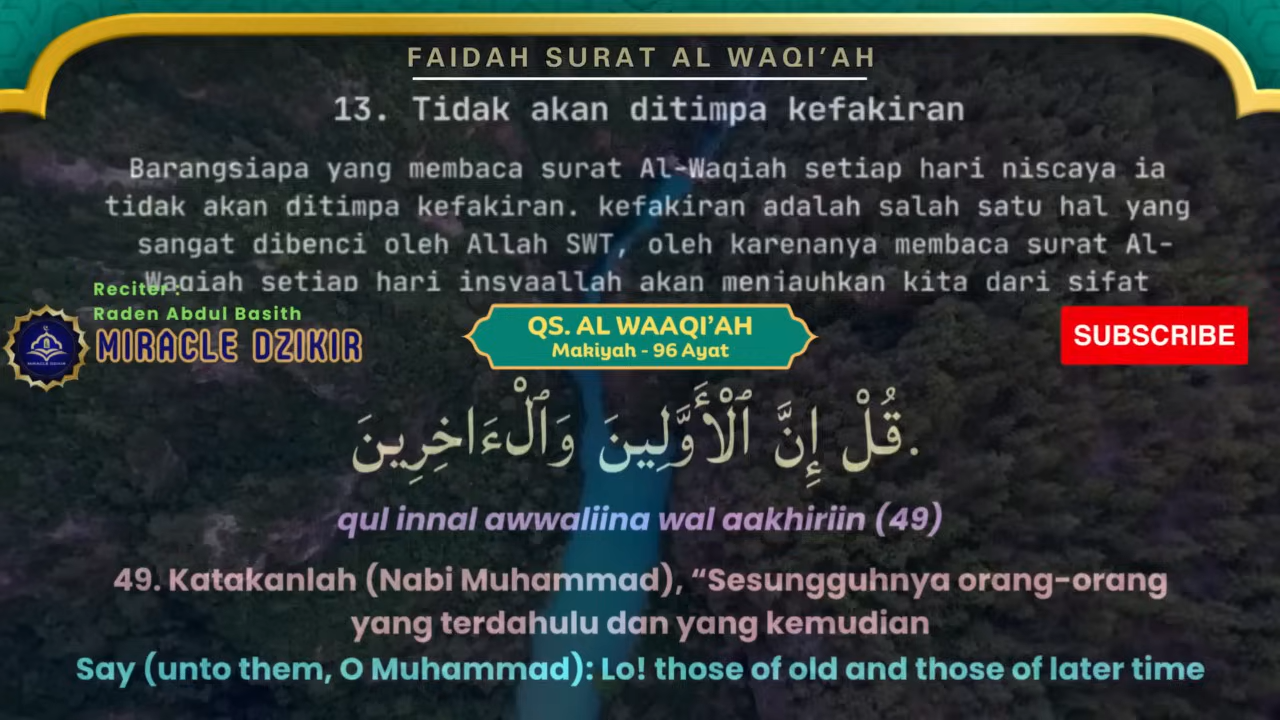 FAIDAH SURAT AL WAQI’AH
13. Tidak akan ditimpa kefakiran
Barangsiapa yang membaca surat Al-Waqiah setiap hari niscaya ia
tidak akan ditimpa kefakiran. kefakiran adalah salah satu hal yang
sangat dibenci oleh Allah SWT, oleh karenanya membaca surat Al-
Waqiah setiap hari insyaallah akan menjauhkan kita dari sifat
Reciter :
Raden Abdul Basith
MIRACLE DZIKIR
QS. AL WAAQI’AH
Makiyah - 96 Ayat
SUBSCRIBE
قُلْ إِنَّ ٱلْأَوَّلِينَ وَٱلْءَاخِرِينَ.
qul innal awwaliina wal aakhiriin (49)
49. Katakanlah (Nabi Muhammad), “Sesungguhnya orang-orang
yang terdahulu dan yang kemudian
Say (unto them, O Muhammad): Lo! those of old and those of later time